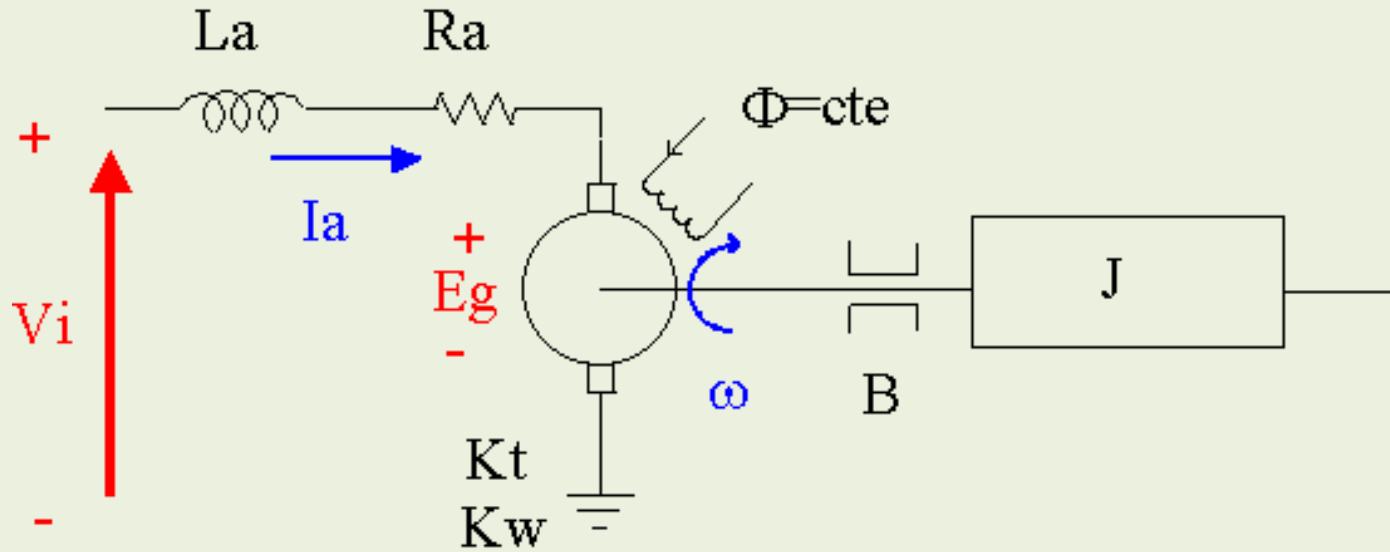 La
Ra
Φ=cte
+
Ia
+
Eg
-
Vi
J
ω
B
Kt
Kw
-